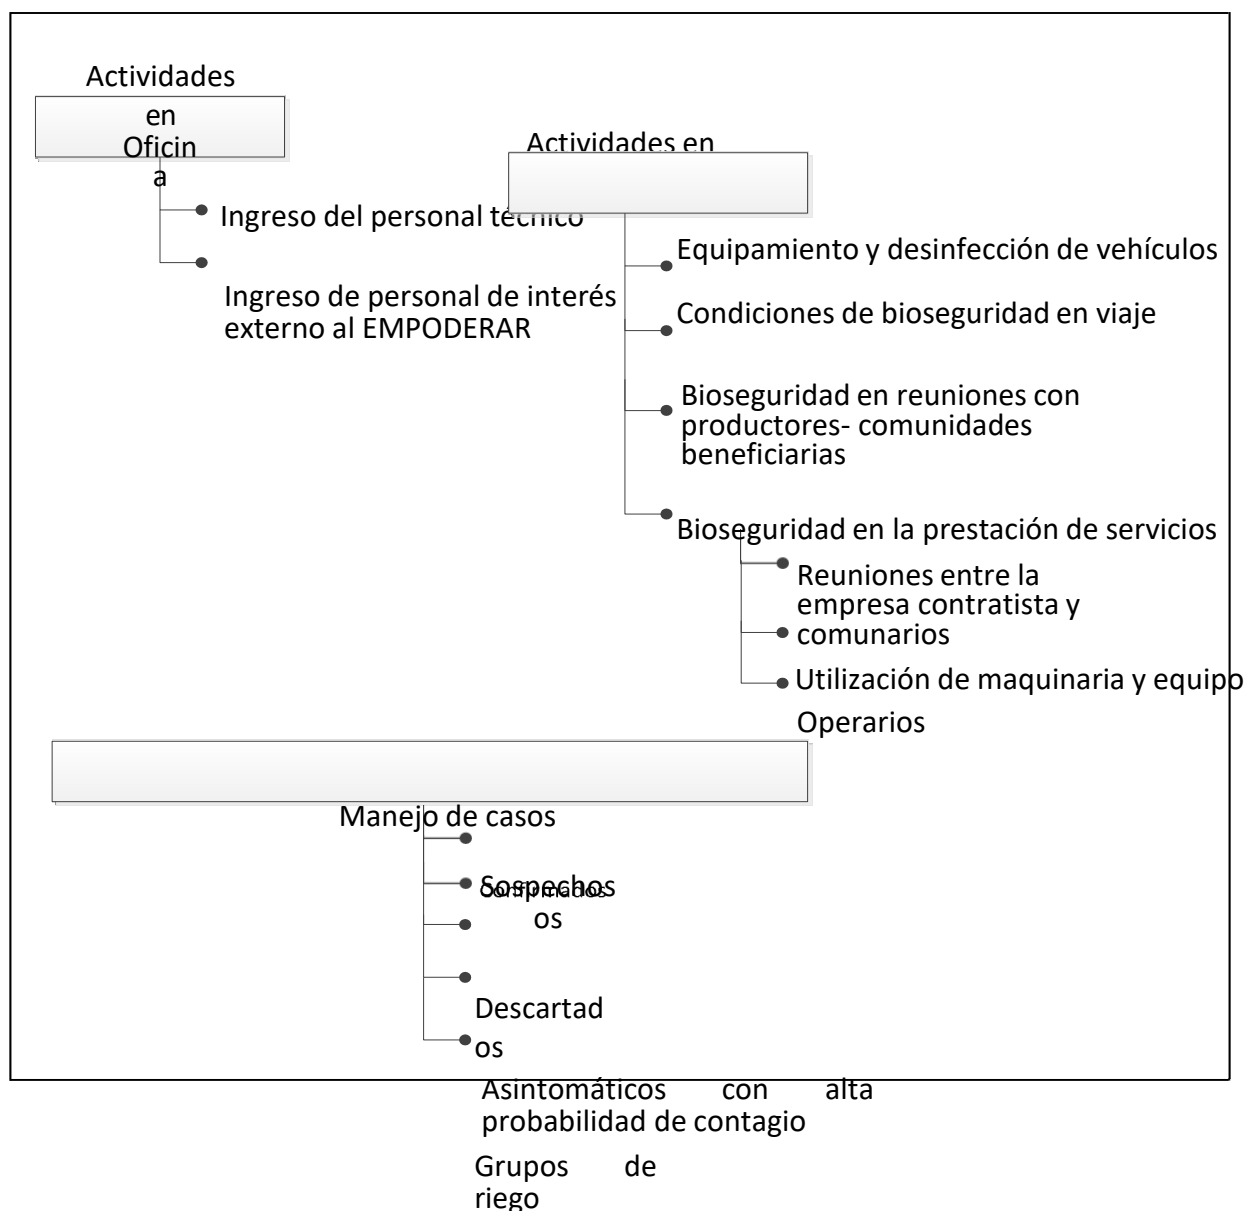 Actividades
en
Oficin
a
Ingreso del personal técnico
Ingreso de personal de interés
externo al EMPODERAR
Actividades en
Equipamiento y desinfección de vehículos
Condiciones de bioseguridad en viaje
Bioseguridad en reuniones con
productores- comunidades
beneficiarias
Bioseguridad en la prestación de servicios
Reuniones entre la
empresa contratista y
comunarios
Utilización de maquinaria y equipo
Operarios
Manejo de casos
Sospechos
os
Confirmados
Descartad
os
Asintomáticos con alta
probabilidad de contagio
Grupos de
riego